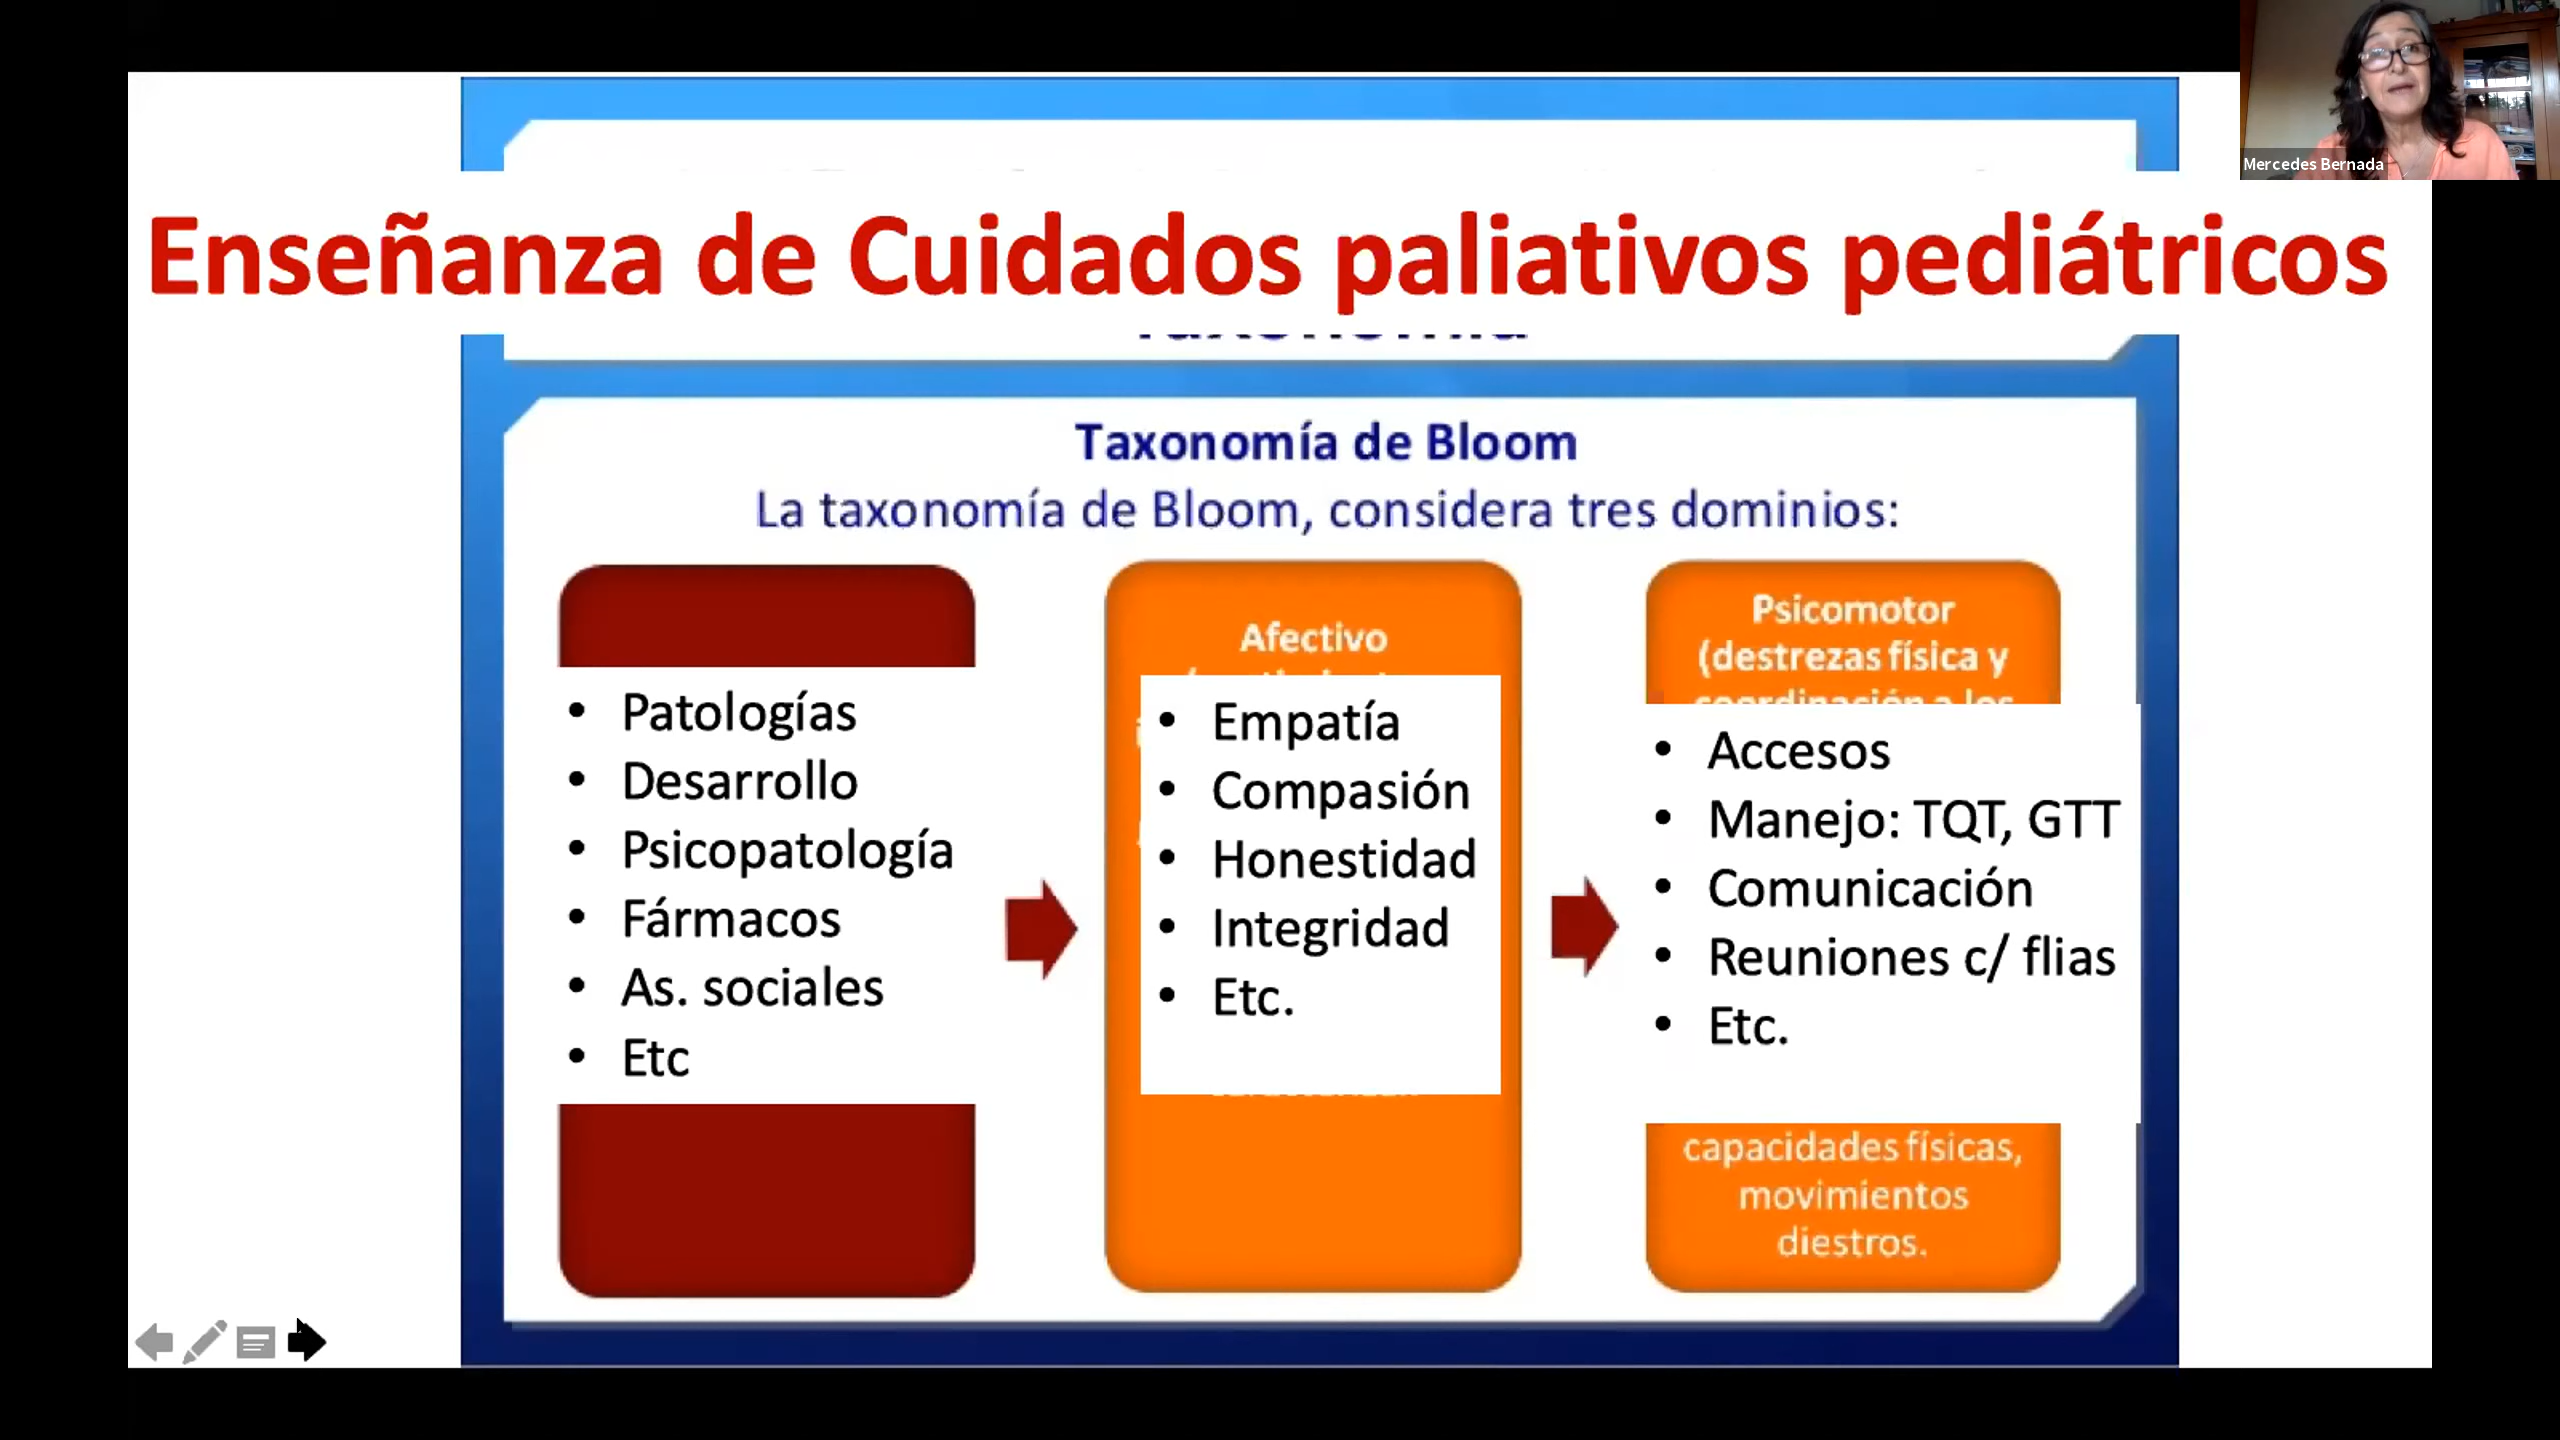 Mercedes Bernada
Enseñanza de Cuidados paliativos pediátricos
Taxonomía de Bloom
La taxonomía de Bloom, considera tres dominios:
• Patologías
• Desarrollo
• Psicopatología
• Fármacos
• As. sociales
• Etc
Afectivo
• Empatía
• Compasión
• Honestidad
• Integridad
• Etc.
Psicomotor
(destrezas física y
coordinación a los
• Accesos
• Manejo: TQT, GTT
• Comunicación
• Reuniones c/ flias
• Etc.
capacidades físicas,
movimientos
diestros.